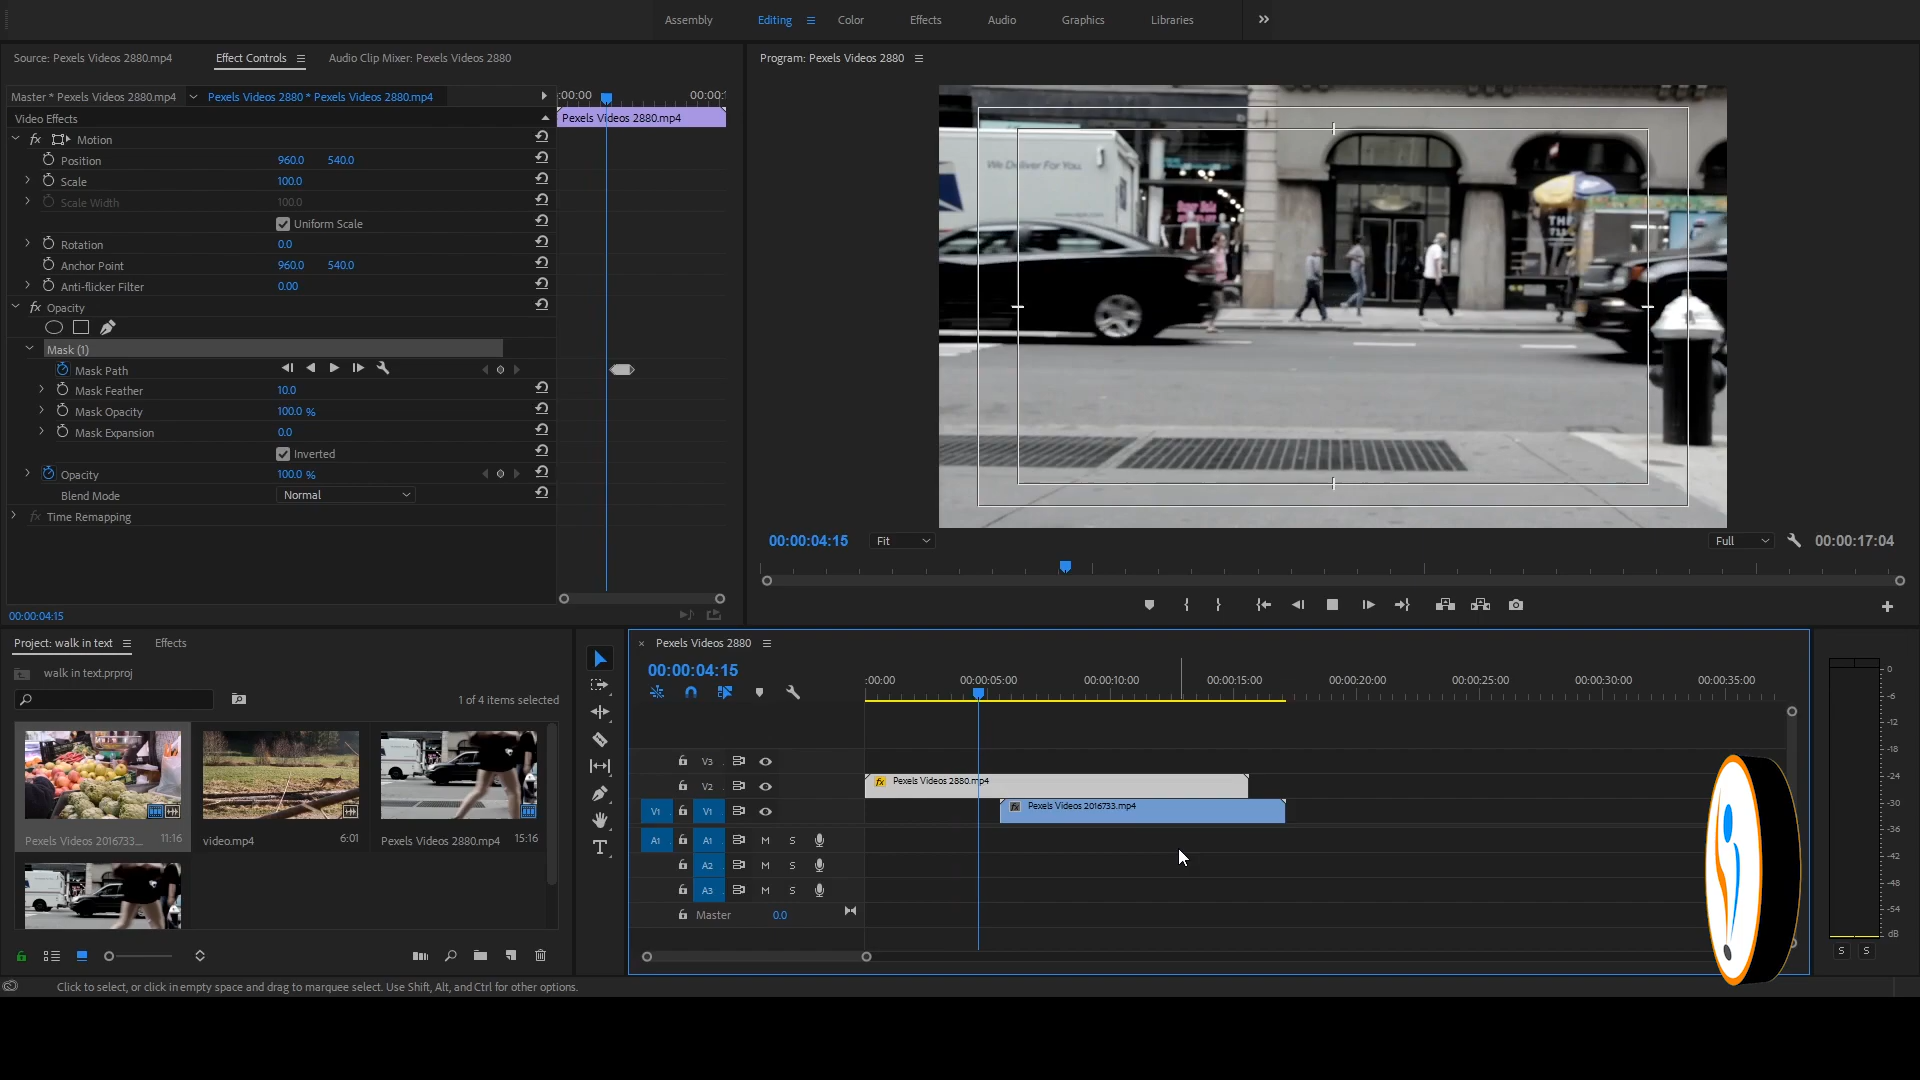 Assembly
Editing
Color
Effects
Audio
Graphics
Libraries
Source: Pexels Videos 2880.mp4
Effect Controls
Audio Clip Mixer: Pexels Videos 2880
Program: Pexels Videos 2880
Master * Pexels Videos 2880.mp4
Pexels Videos 2880 * Pexels Videos 2880.mp4
:00:00
00:00:
Video Effects
Pexels Videos 2880.mp4
fx Motion
Position 960.0 540.0
Scale 100.0
Scale Width 100.0
Uniform Scale
Rotation 0.0
Anchor Point 960.0 540.0
Anti-flicker Filter 0.00
fx Opacity
Mask (1)
Mask Path
Mask Feather 10.0
Mask Opacity 100.0 %
Mask Expansion 0.0
Inverted
Opacity 100.0 %
Blend Mode Normal
fx Time Remapping
00:00:04:15
We Deliver For You.
THE
00:00:04:15
Fit
Full
00:00:17:04
Project: walk in text
Effects
walk in text.prproj
1 of 4 items selected
Pexels Videos 2016733... 11:16
video.mp4 6:01
Pexels Videos 2880.mp4 15:16
Pexels Videos 2880
00:00:04:15
:00:00
00:00:05:00
00:00:10:00
00:00:15:00
00:00:20:00
00:00:25:00
00:00:30:00
00:00:35:00
V3
V2
fx Pexels Videos 2880.mp4
V1 V1
fx Pexels Videos 2016733.mp4
A1 A1 M S
A2 M S
A3 M S
Master 0.0
0
-6
-12
-18
-24
-30
-36
-42
-48
-54
dB
S S
Click to select, or click in empty space and drag to marquee select. Use Shift, Alt, and Ctrl for other options.